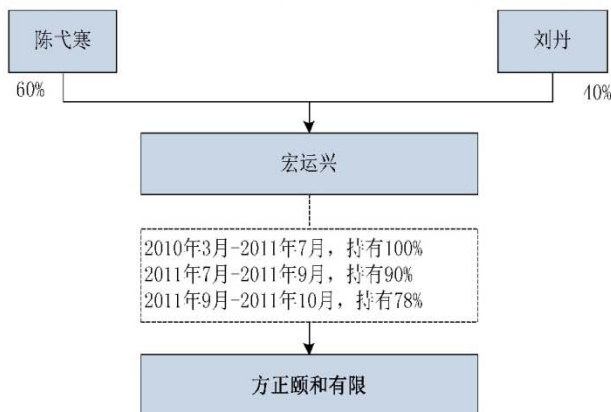 陈弋寒
刘丹
60%
40%
宏运兴
2010年3月-2011年7月，持有100%
2011年7月-2011年9月，持有90%
2011年9月-2011年10月，持有78%
方正颐和有限